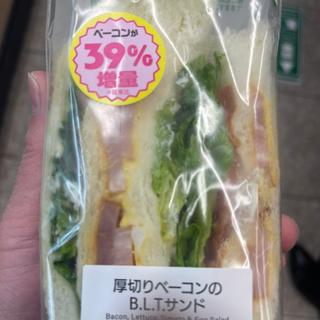 ベーコンが
39%
増量
厚切りベーコンの
B.L.T.サンド
Bacon, Lettuce, Tomato & Egg Salad